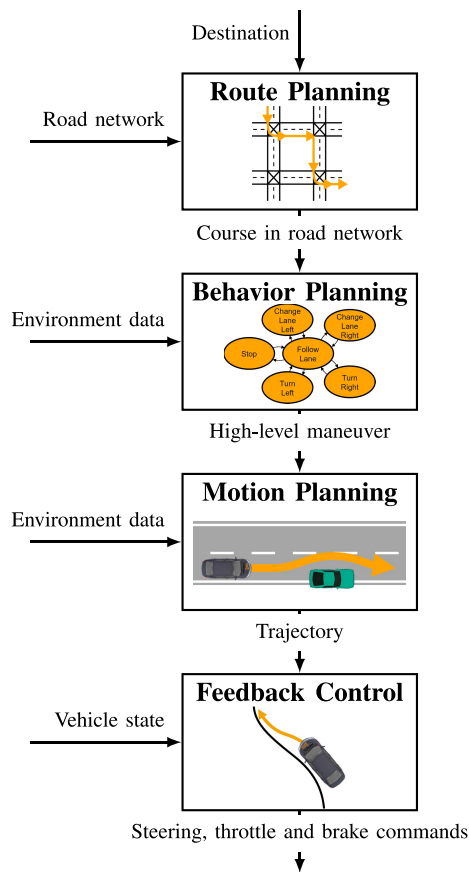 Destination
Route Planning
Road network
Course in road network
Behavior Planning
Environment data
Change
Lane
Left
Change
Lane
Right
Stop
Follow
Lane
Turn
Left
Turn
Right
High-level maneuver
Motion Planning
Environment data
Trajectory
Feedback Control
Vehicle state
Steering, throttle and brake commands